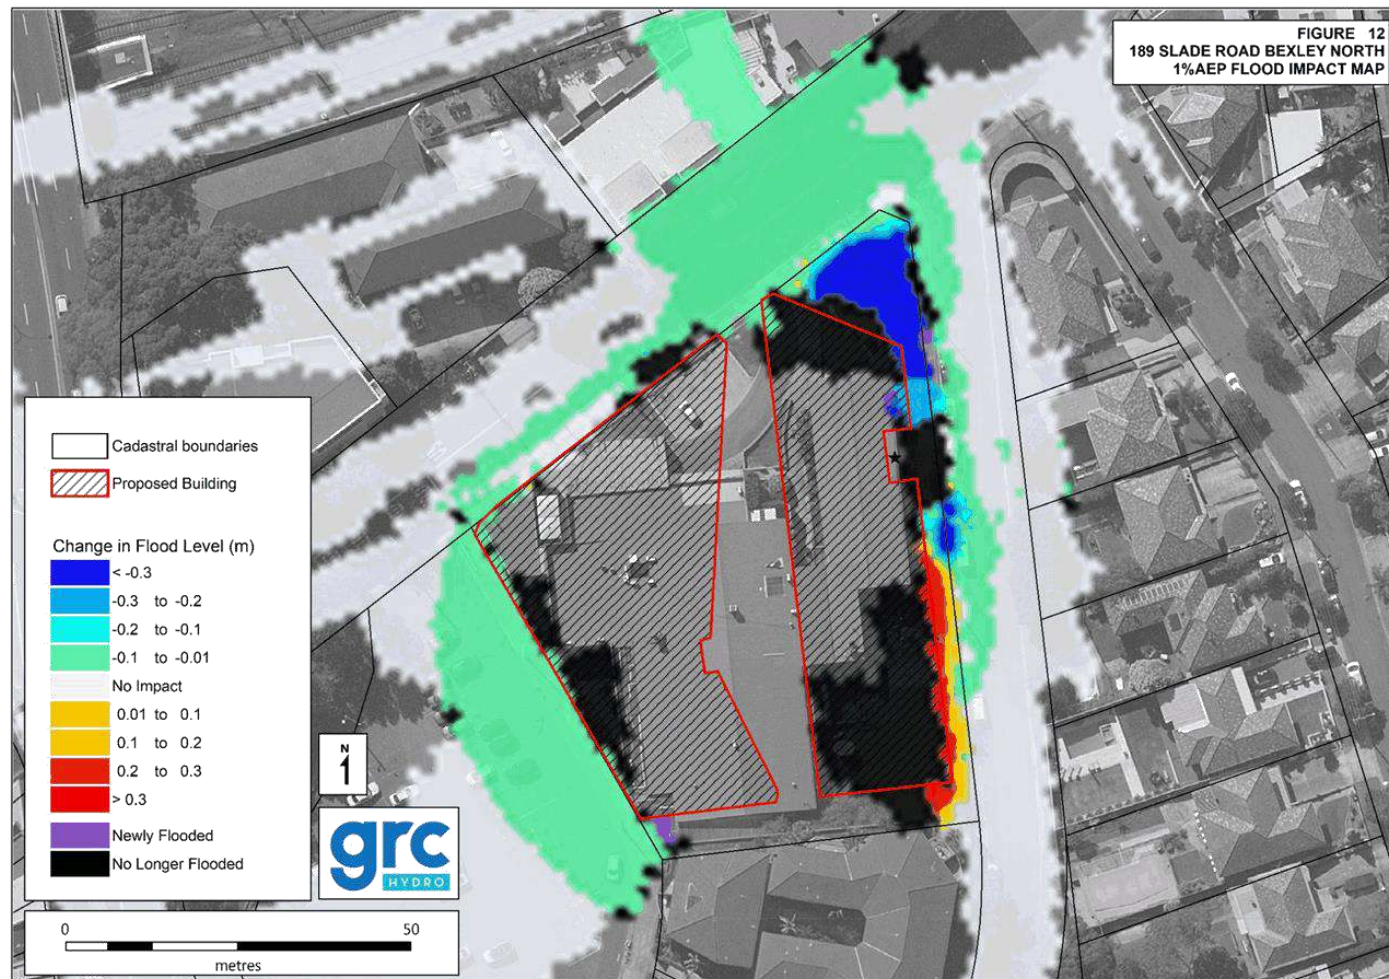 FIGURE 12
189 SLADE ROAD BEXLEY NORTH
1%AEP FLOOD IMPACT MAP
Cadastral boundaries
Proposed Building
Change in Flood Level (m)
< -0.3
-0.3 to -0.2
-0.2 to -0.1
-0.1 to -0.01
No Impact
0.01 to 0.1
0.1 to 0.2
0.2 to 0.3
> 0.3
Newly Flooded
No Longer Flooded
N
grc
HYDRO
0 50
metres